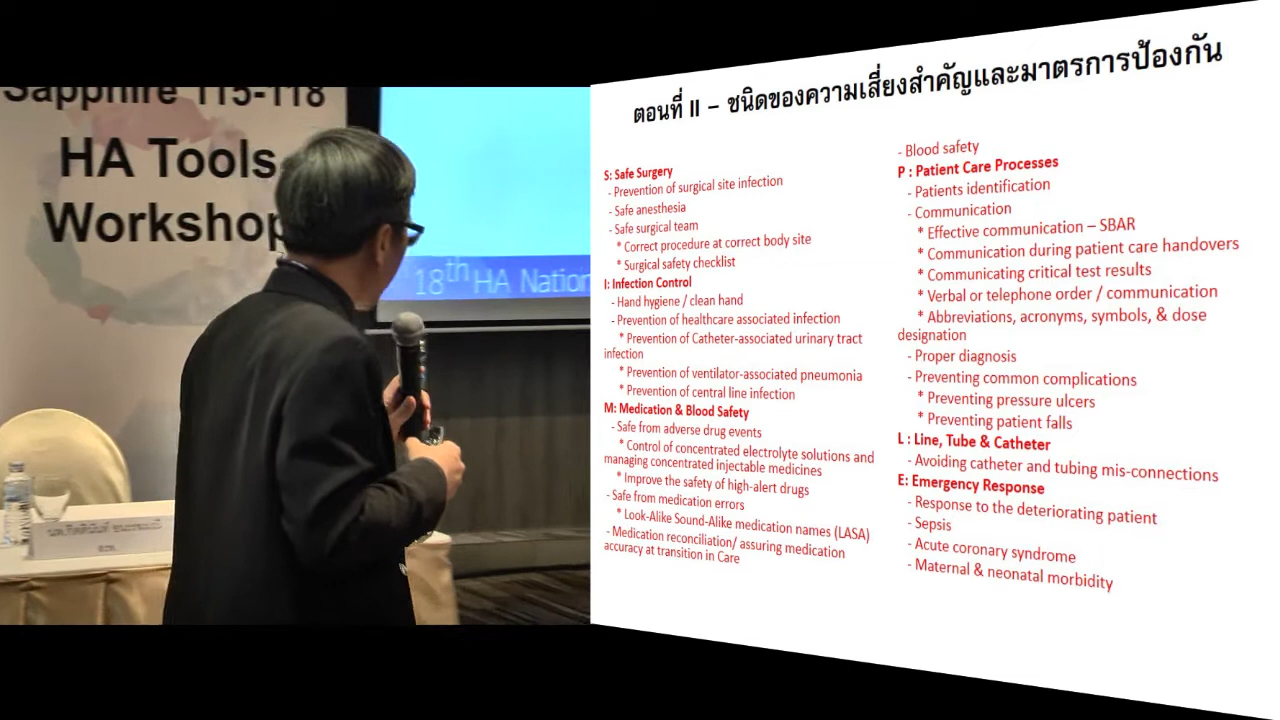 Sapphire 115-118
HA Tools
Workshop
18th HA Nation
ตอนที่ II – ชนิดของความเสี่ยงสำคัญและมาตรการป้องกัน
S: Safe Surgery
- Prevention of surgical site infection
- Safe anesthesia
- Safe surgical team
* Correct procedure at correct body site
* Surgical safety checklist
I: Infection Control
- Hand hygiene / clean hand
- Prevention of healthcare associated infection
* Prevention of Catheter-associated urinary tract
infection
* Prevention of ventilator-associated pneumonia
* Prevention of central line infection
M: Medication & Blood Safety
- Safe from adverse drug events
* Control of concentrated electrolyte solutions and
managing concentrated injectable medicines
* Improve the safety of high-alert drugs
- Safe from medication errors
* Look-Alike Sound-Alike medication names (LASA)
- Medication reconciliation/ assuring medication
accuracy at transition in Care
- Blood safety
P : Patient Care Processes
- Patients identification
- Communication
* Effective communication – SBAR
* Communication during patient care handovers
* Communicating critical test results
* Verbal or telephone order / communication
* Abbreviations, acronyms, symbols, & dose
designation
- Proper diagnosis
- Preventing common complications
* Preventing pressure ulcers
* Preventing patient falls
L : Line, Tube & Catheter
- Avoiding catheter and tubing mis-connections
E: Emergency Response
- Response to the deteriorating patient
- Sepsis
- Acute coronary syndrome
- Maternal & neonatal morbidity